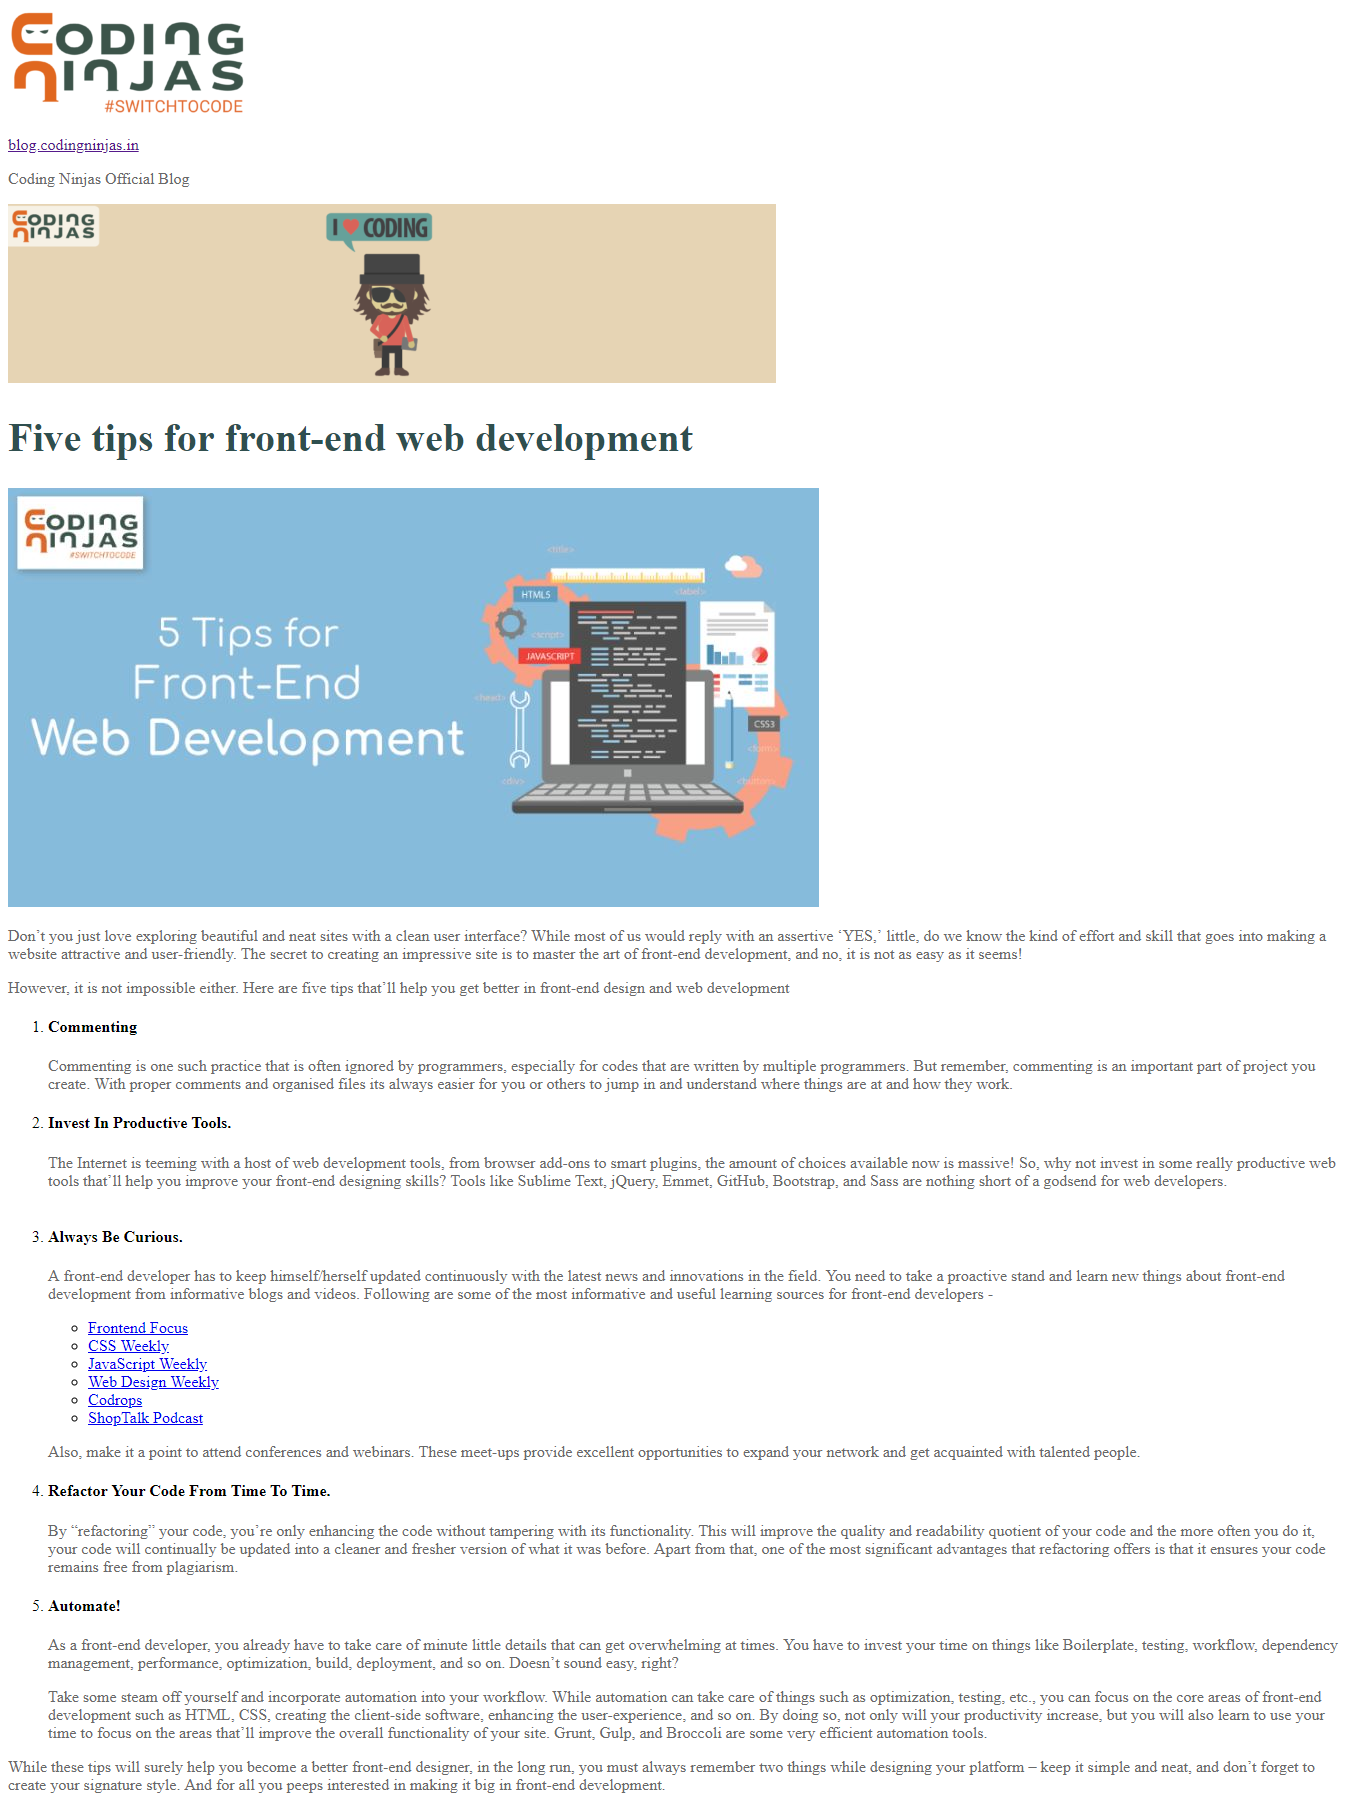 CODING
NINJAS
#SWITCHTOCODE
blog.codingninjas.in
Coding Ninjas Official Blog
CODING
NINJAS
I ♥ CODING
Five tips for front-end web development
CODING
NINJAS
#SWITCHTOCODE
<title>
HTML5
<label>
<script>
5 Tips for
JAVASCRIPT
Front-End
<head>
Web Development
CSS3
<form>
<div>
<button>
Don’t you just love exploring beautiful and neat sites with a clean user interface? While most of us would reply with an assertive ‘YES,’ little, do we know the kind of effort and skill that goes into making a
website attractive and user-friendly. The secret to creating an impressive site is to master the art of front-end development, and no, it is not as easy as it seems!
However, it is not impossible either. Here are five tips that’ll help you get better in front-end design and web development
1. Commenting
Commenting is one such practice that is often ignored by programmers, especially for codes that are written by multiple programmers. But remember, commenting is an important part of project you
create. With proper comments and organised files its always easier for you or others to jump in and understand where things are at and how they work.
2. Invest In Productive Tools.
The Internet is teeming with a host of web development tools, from browser add-ons to smart plugins, the amount of choices available now is massive! So, why not invest in some really productive web
tools that’ll help you improve your front-end designing skills? Tools like Sublime Text, jQuery, Emmet, GitHub, Bootstrap, and Sass are nothing short of a godsend for web developers.
3. Always Be Curious.
A front-end developer has to keep himself/herself updated continuously with the latest news and innovations in the field. You need to take a proactive stand and learn new things about front-end
development from informative blogs and videos. Following are some of the most informative and useful learning sources for front-end developers -
Frontend Focus
CSS Weekly
JavaScript Weekly
Web Design Weekly
Codrops
ShopTalk Podcast
Also, make it a point to attend conferences and webinars. These meet-ups provide excellent opportunities to expand your network and get acquainted with talented people.
4. Refactor Your Code From Time To Time.
By “refactoring” your code, you’re only enhancing the code without tampering with its functionality. This will improve the quality and readability quotient of your code and the more often you do it,
your code will continually be updated into a cleaner and fresher version of what it was before. Apart from that, one of the most significant advantages that refactoring offers is that it ensures your code
remains free from plagiarism.
5. Automate!
As a front-end developer, you already have to take care of minute little details that can get overwhelming at times. You have to invest your time on things like Boilerplate, testing, workflow, dependency
management, performance, optimization, build, deployment, and so on. Doesn’t sound easy, right?
Take some steam off yourself and incorporate automation into your workflow. While automation can take care of things such as optimization, testing, etc., you can focus on the core areas of front-end
development such as HTML, CSS, creating the client-side software, enhancing the user-experience, and so on. By doing so, not only will your productivity increase, but you will also learn to use your
time to focus on the areas that’ll improve the overall functionality of your site. Grunt, Gulp, and Broccoli are some very efficient automation tools.
While these tips will surely help you become a better front-end designer, in the long run, you must always remember two things while designing your platform – keep it simple and neat, and don’t forget to
create your signature style. And for all you peeps interested in making it big in front-end development.